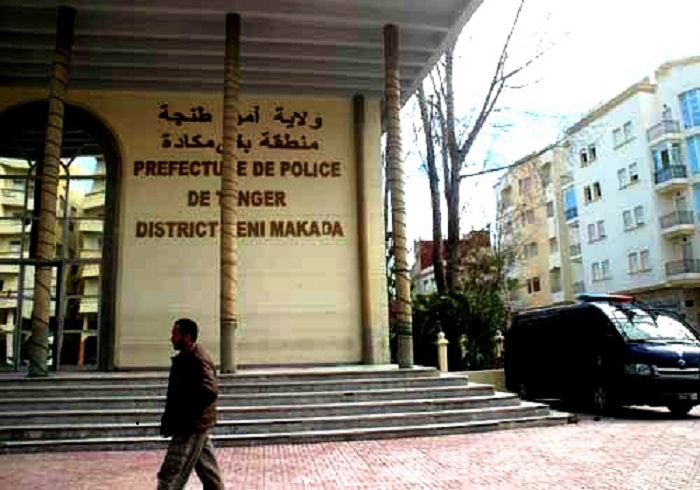 ولاية أمن طنجة
منطقة بني مكادة
PREFECTURE DE POLICE
DE TANGER
DISTRICT BENI MAKADA